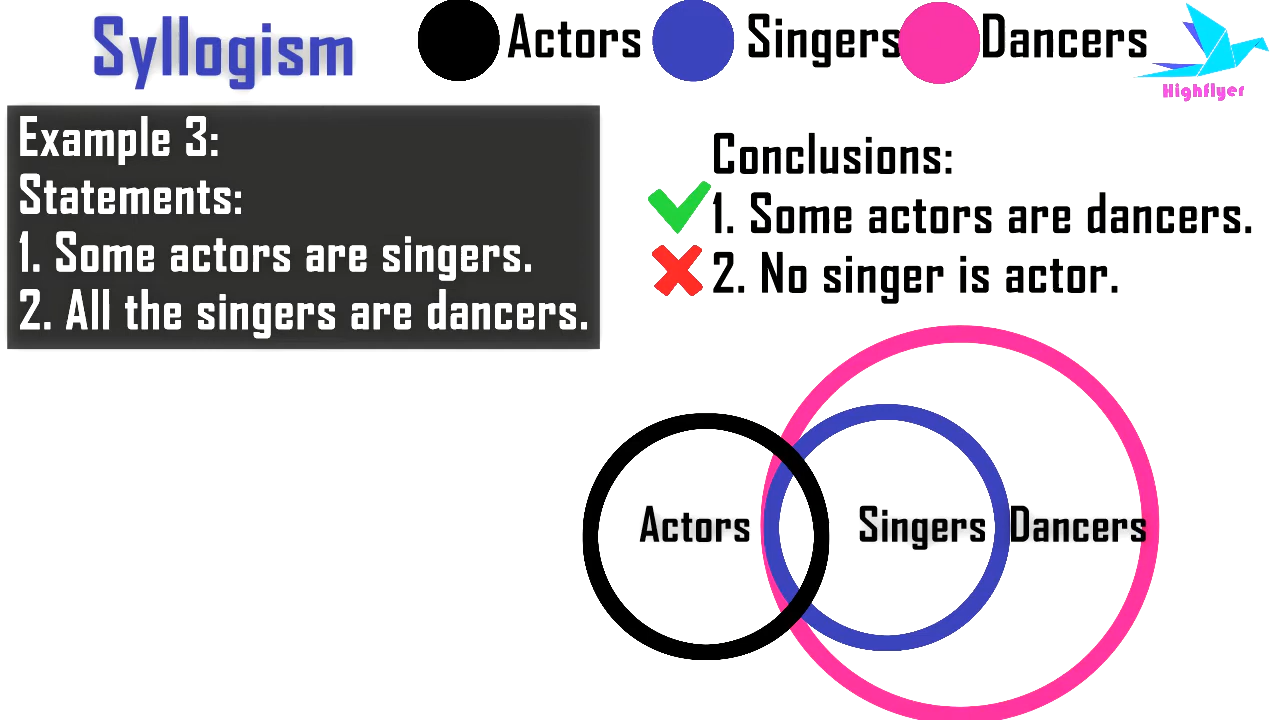 Syllogism
Actors Singers Dancers
Highflyer
Example 3:
Statements:
1. Some actors are singers.
2. All the singers are dancers.
Conclusions:
1. Some actors are dancers.
2. No singer is actor.
Actors Singers Dancers